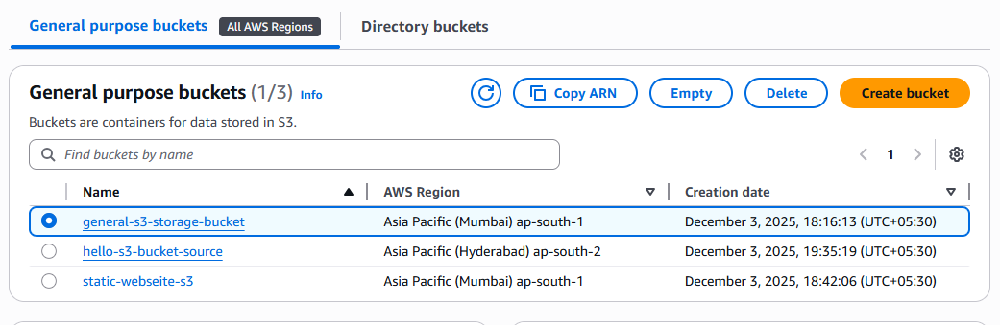 General purpose buckets All AWS Regions Directory buckets
General purpose buckets (1/3) Info Copy ARN Empty Delete Create bucket
Buckets are containers for data stored in S3.
Find buckets by name 1
Name AWS Region Creation date
general-s3-storage-bucket Asia Pacific (Mumbai) ap-south-1 December 3, 2025, 18:16:13 (UTC+05:30)
hello-s3-bucket-source Asia Pacific (Hyderabad) ap-south-2 December 3, 2025, 19:35:19 (UTC+05:30)
static-webseite-s3 Asia Pacific (Mumbai) ap-south-1 December 3, 2025, 18:42:06 (UTC+05:30)